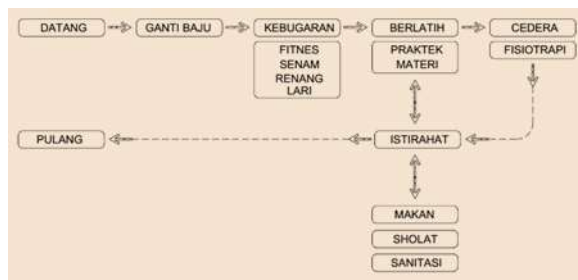 DATANG
GANTI BAJU
KEBUGARAN
BERLATIH
CEDERA
FITNES
SENAM
RENANG
LARI
PRAKTEK
MATERI
FISIOTRAPI
PULANG
ISTIRAHAT
MAKAN
SHOLAT
SANITASI